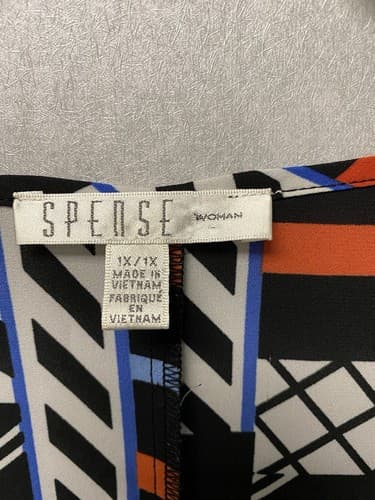 SPENSE WOMAN
1X/1X
MADE IN
VIETNAM
FABRIQUÉ
EN
VIETNAM